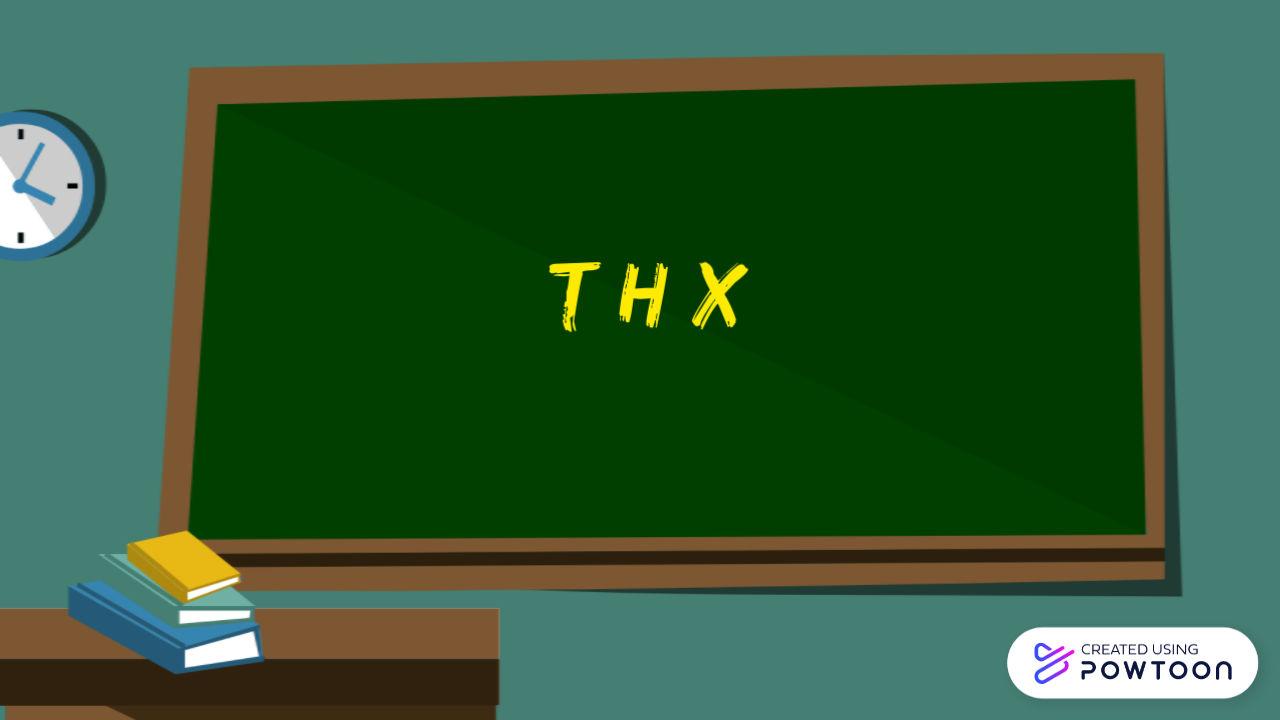 THX
CREATED USING
POWTOON